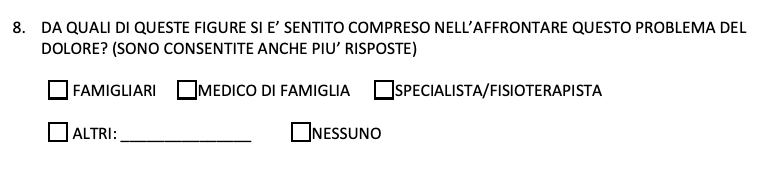 8. DA QUALI DI QUESTE FIGURE SI E’ SENTITO COMPRESO NELL’AFFRONTARE QUESTO PROBLEMA DEL
DOLORE? (SONO CONSENTITE ANCHE PIU’ RISPOSTE)
FAMIGLIARI MEDICO DI FAMIGLIA SPECIALISTA/FISIOTERAPISTA
ALTRI: _______________ NESSUNO